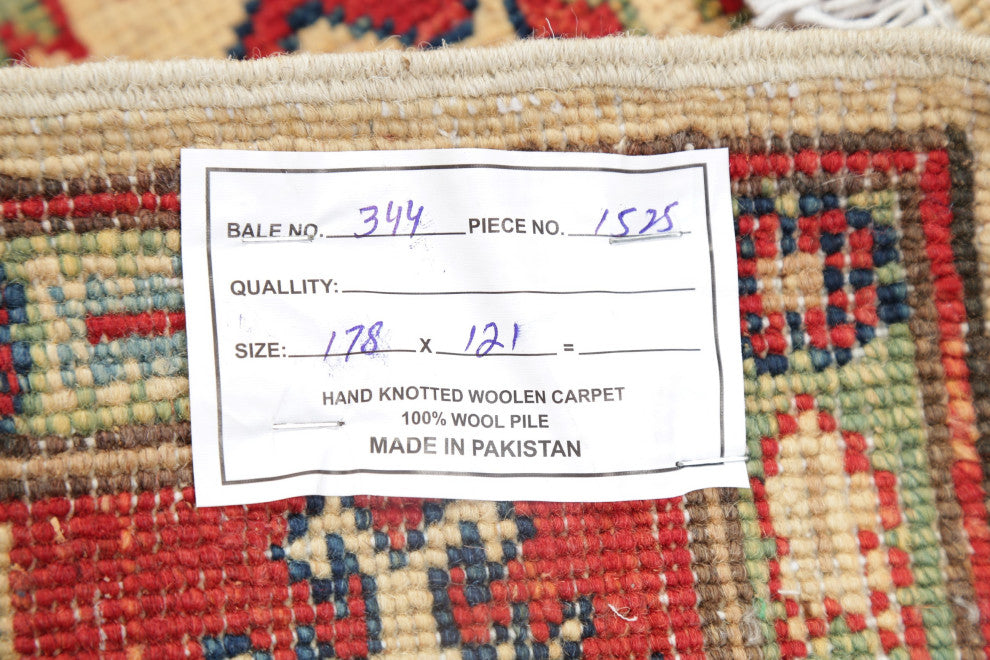 BALE NO. 344 PIECE NO. 1525
QUALLITY:
SIZE: 178 X 121 =
HAND KNOTTED WOOLEN CARPET
100% WOOL PILE
MADE IN PAKISTAN